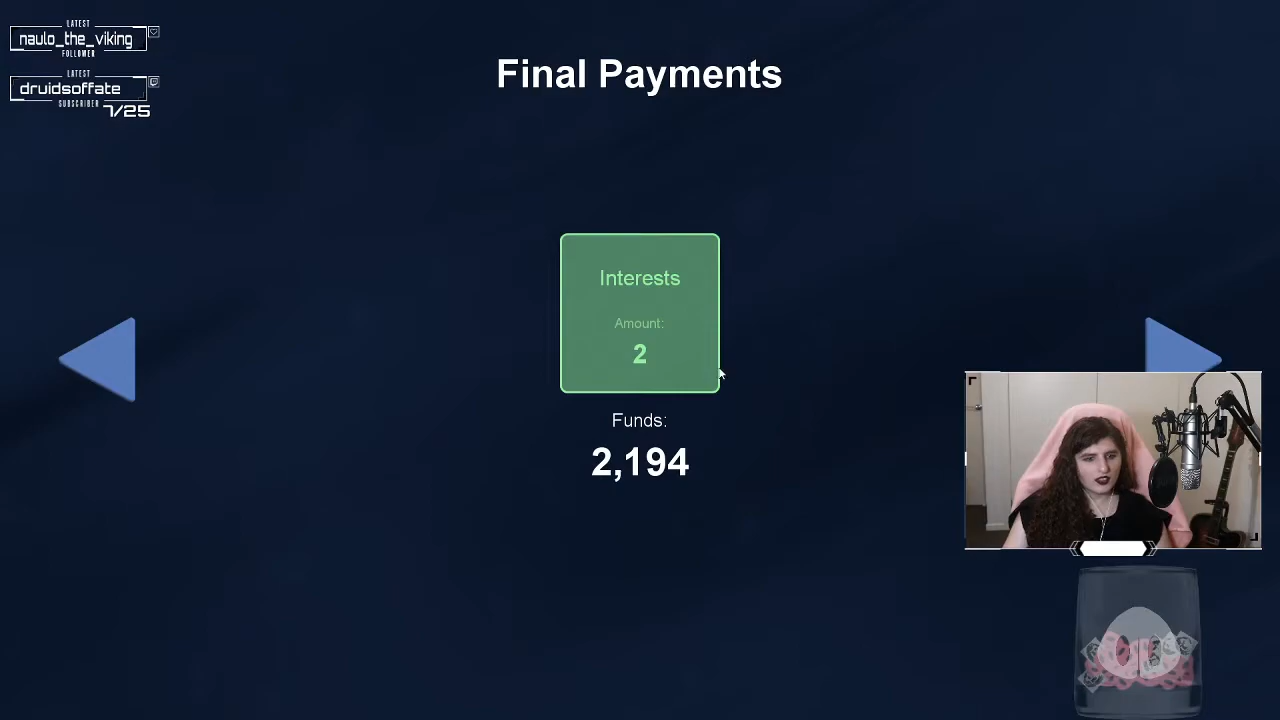 LATEST
naulo_the_viking
FOLLOWER
LATEST
druidsoffate
SUBSCRIBER
7/25
Final Payments
Interests
Amount:
2
Funds:
2,194